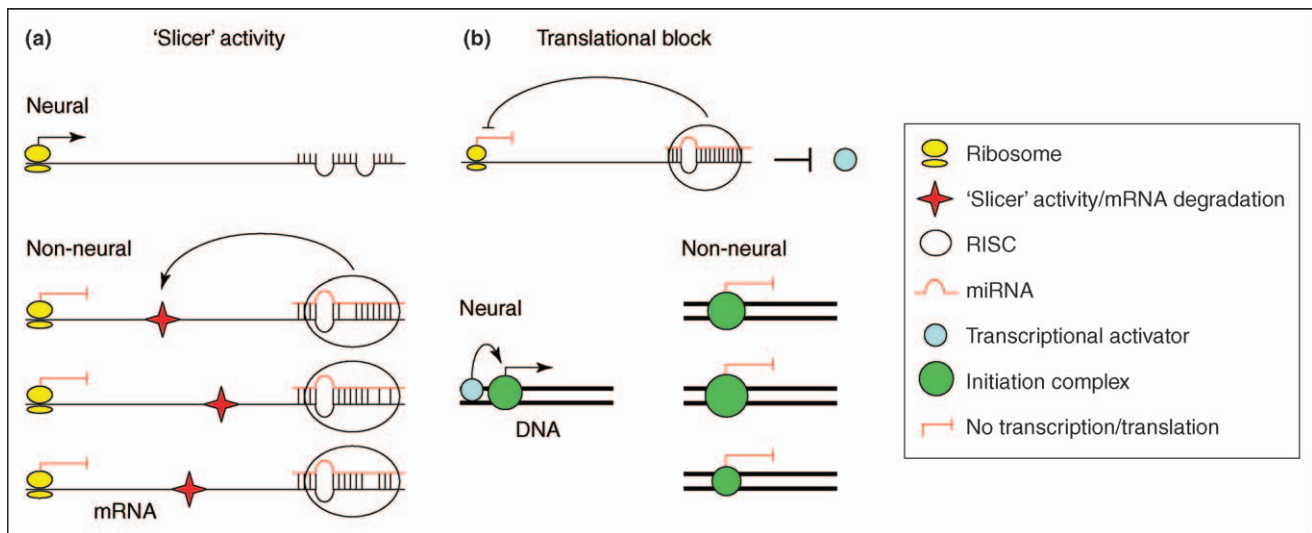 (a) 'Slicer' activity
Neural
Non-neural
mRNA
(b) Translational block
Non-neural
Neural
DNA
Ribosome
'Slicer' activity/mRNA degradation
RISC
miRNA
Transcriptional activator
Initiation complex
No transcription/translation